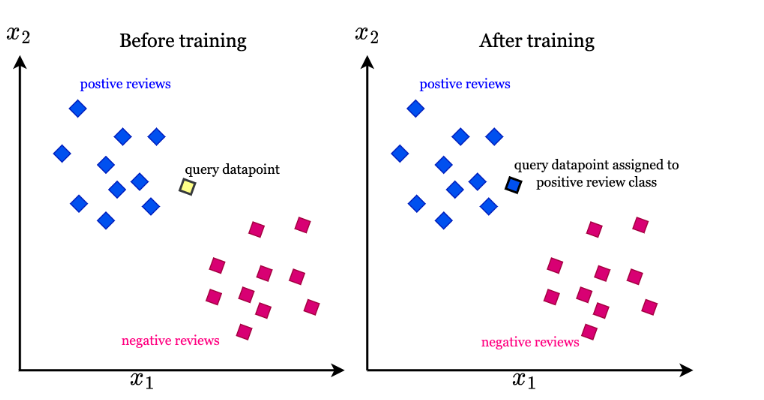 x2
Before training
postive reviews
query datapoint
negative reviews
x1
x2
After training
postive reviews
query datapoint assigned to
positive review class
negative reviews
x1